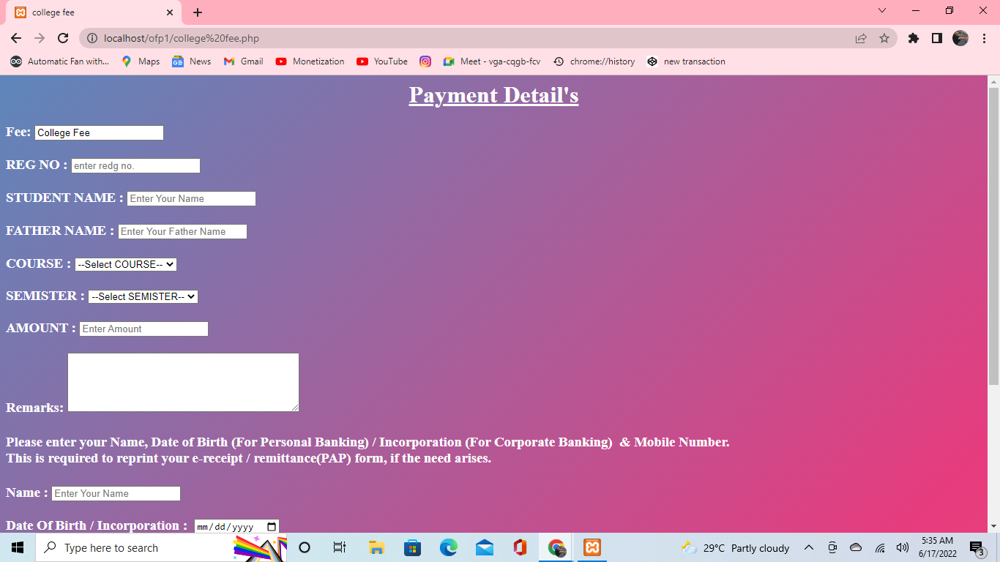 college fee
localhost/ofp1/college%20fee.php
Automatic Fan with... Maps News Gmail Monetization YouTube Meet - vga-cqgb-fcv chrome://history new transaction
Payment Detail's
Fee: College Fee
REG NO : enter redg no.
STUDENT NAME : Enter Your Name
FATHER NAME : Enter Your Father Name
COURSE : --Select COURSE--
SEMISTER : --Select SEMISTER--
AMOUNT : Enter Amount
Remarks:
Please enter your Name, Date of Birth (For Personal Banking) / Incorporation (For Corporate Banking) & Mobile Number.
This is required to reprint your e-receipt / remittance(PAP) form, if the need arises.
Name : Enter Your Name
Date Of Birth / Incorporation : mm/dd/yyyy
Type here to search
29°C Partly cloudy
5:35 AM
6/17/2022
3